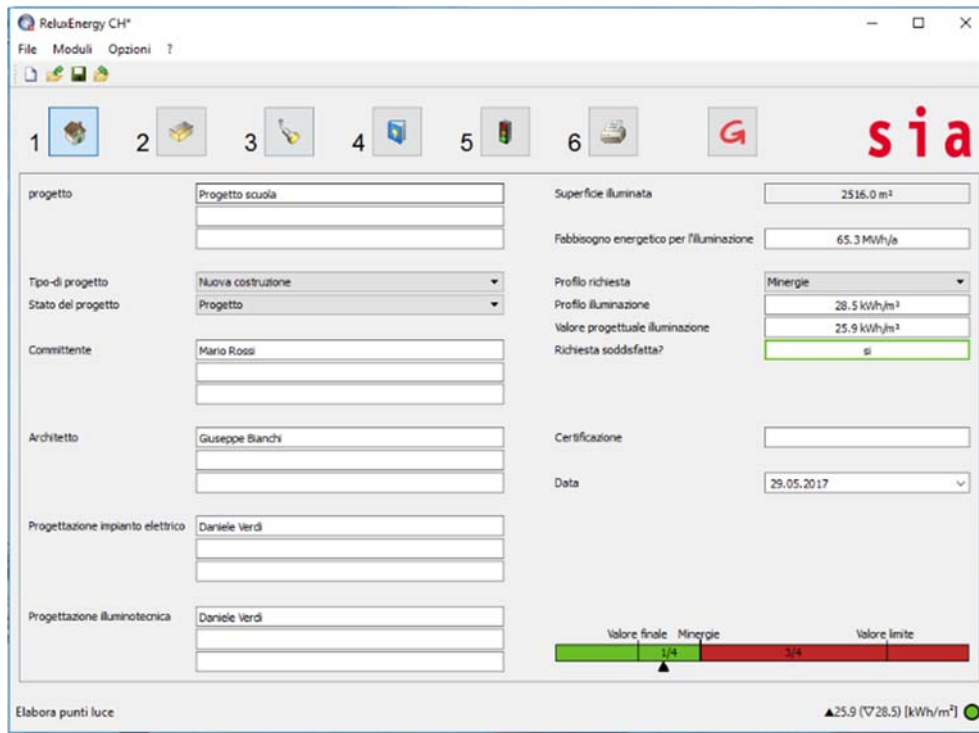 ReluxEnergy CH*
File Moduli Opzioni ?
1 2 3 4 5 6 G sia
progetto Progetto scuola
Tipo-di progetto Nuova costruzione
Stato del progetto Progetto
Committente Mario Rossi
Architetto Giuseppe Bianchi
Progettazione impianto elettrico Daniele Verdi
Progettazione illuminotecnica Daniele Verdi
Superficie illuminata 2516.0 m²
Fabbisogno energetico per l'illuminazione 65.3 MWh/a
Profilo richiesta Minergie
Profilo illuminazione 28.5 kWh/m²
Valore progettuale illuminazione 25.9 kWh/m²
Richiesta soddisfatta? si
Certificazione
Data 29.05.2017
Valore finale Minergie Valore limite
1/4 3/4
Elabora punti luce ▲25.9 (▽28.5) [kWh/m²]